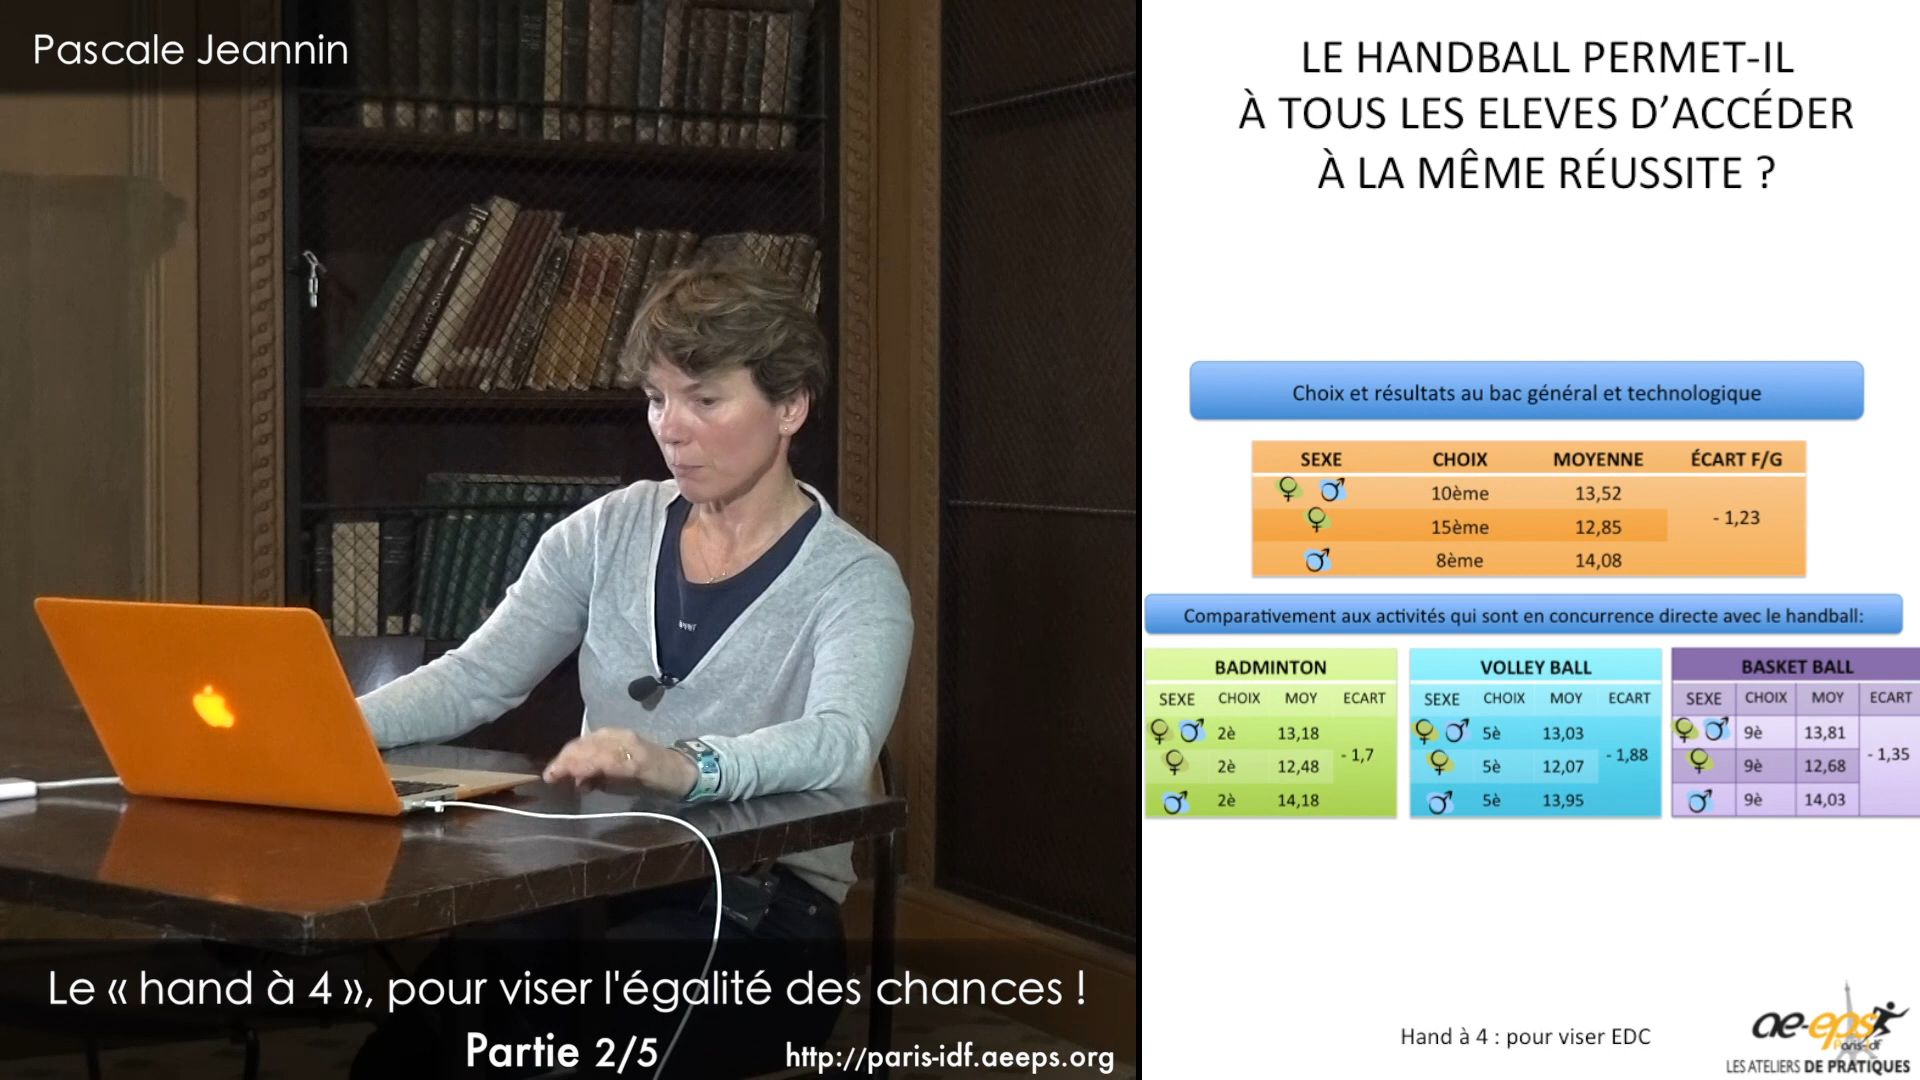 Pascale Jeannin
Le « hand à 4 », pour viser l'égalité des chances !
Partie 2/5
http://paris-idf.aeeps.org
LE HANDBALL PERMET-IL
À TOUS LES ELEVES D'ACCÉDER
À LA MÊME RÉUSSITE ?
Choix et résultats au bac général et technologique
SEXE CHOIX MOYENNE ÉCART F/G
♀ ♂ 10ème 13,52
- 1,23
♀ 15ème 12,85
♂ 8ème 14,08
Comparativement aux activités qui sont en concurrence directe avec le handball:
BADMINTON
SEXE CHOIX MOY ECART
♀ ♂ 2è 13,18
- 1,7
♀ 2è 12,48
♂ 2è 14,18
VOLLEY BALL
SEXE CHOIX MOY ECART
♀ ♂ 5è 13,03
- 1,88
♀ 5è 12,07
♂ 5è 13,95
BASKET BALL
SEXE CHOIX MOY ECART
♀ ♂ 9è 13,81
- 1,35
♀ 9è 12,68
♂ 9è 14,03
Hand à 4 : pour viser EDC
ae-eps
Paris-idf
LES ATELIERS DE PRATIQUES